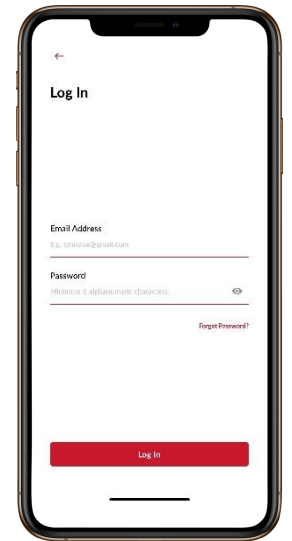 Log In
Email Address
E.g. johndoe@gmail.com
Password
Minimum 8 alphanumeric characters
Forget Password?
Log In